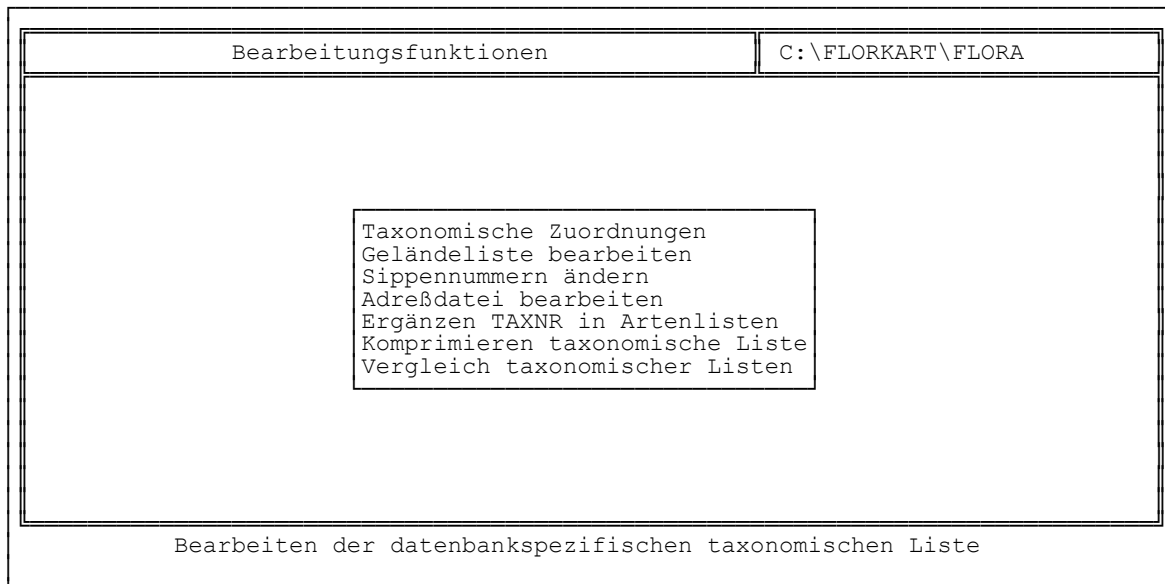 Bearbeitungsfunktionen
C:\FLORKART\FLORA
Taxonomische Zuordnungen
Geländeliste bearbeiten
Sippennummern ändern
Adreßdatei bearbeiten
Ergänzen TAXNR in Artenlisten
Komprimieren taxonomische Liste
Vergleich taxonomischer Listen
Bearbeiten der datenbankspezifischen taxonomischen Liste